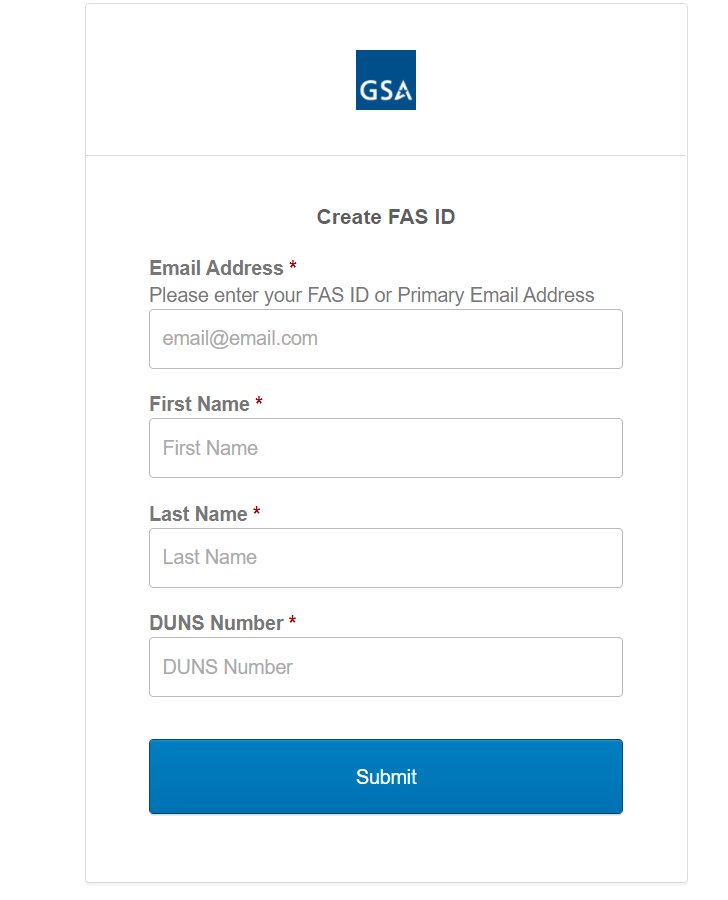 GSA
Create FAS ID
Email Address *
Please enter your FAS ID or Primary Email Address
email@email.com
First Name *
First Name
Last Name *
Last Name
DUNS Number *
DUNS Number
Submit